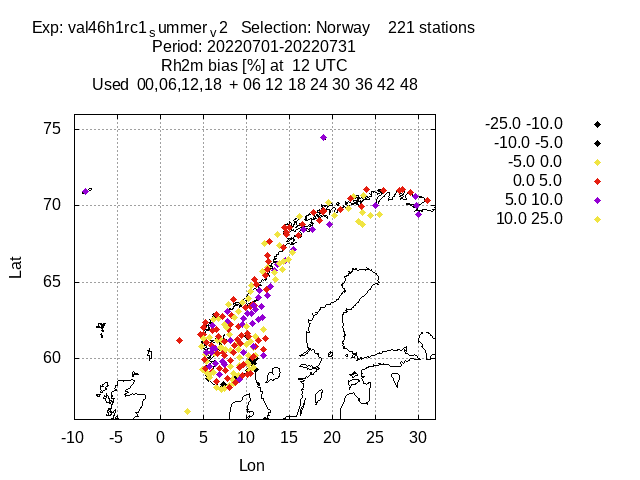 Exp: val46h1rc1summerv2 Selection: Norway 221 stations
Period: 20220701-20220731
Rh2m bias [%] at 12 UTC
Used 00,06,12,18 + 06 12 18 24 30 36 42 48
-25.0 -10.0
-10.0 -5.0
-5.0 0.0
0.0 5.0
5.0 10.0
10.0 25.0
75
70
65
60
Lat
-10 -5 0 5 10 15 20 25 30
Lon